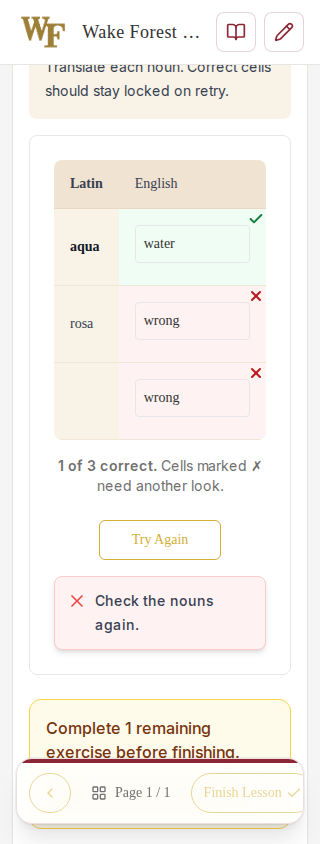 WF Wake Forest …
Translate each noun. Correct cells
should stay locked on retry.
Latin English
aqua water
rosa wrong
wrong
1 of 3 correct. Cells marked ✗
need another look.
Try Again
Check the nouns
again.
Complete 1 remaining
exercise before finishing.
Page 1 / 1
Finish Lesson